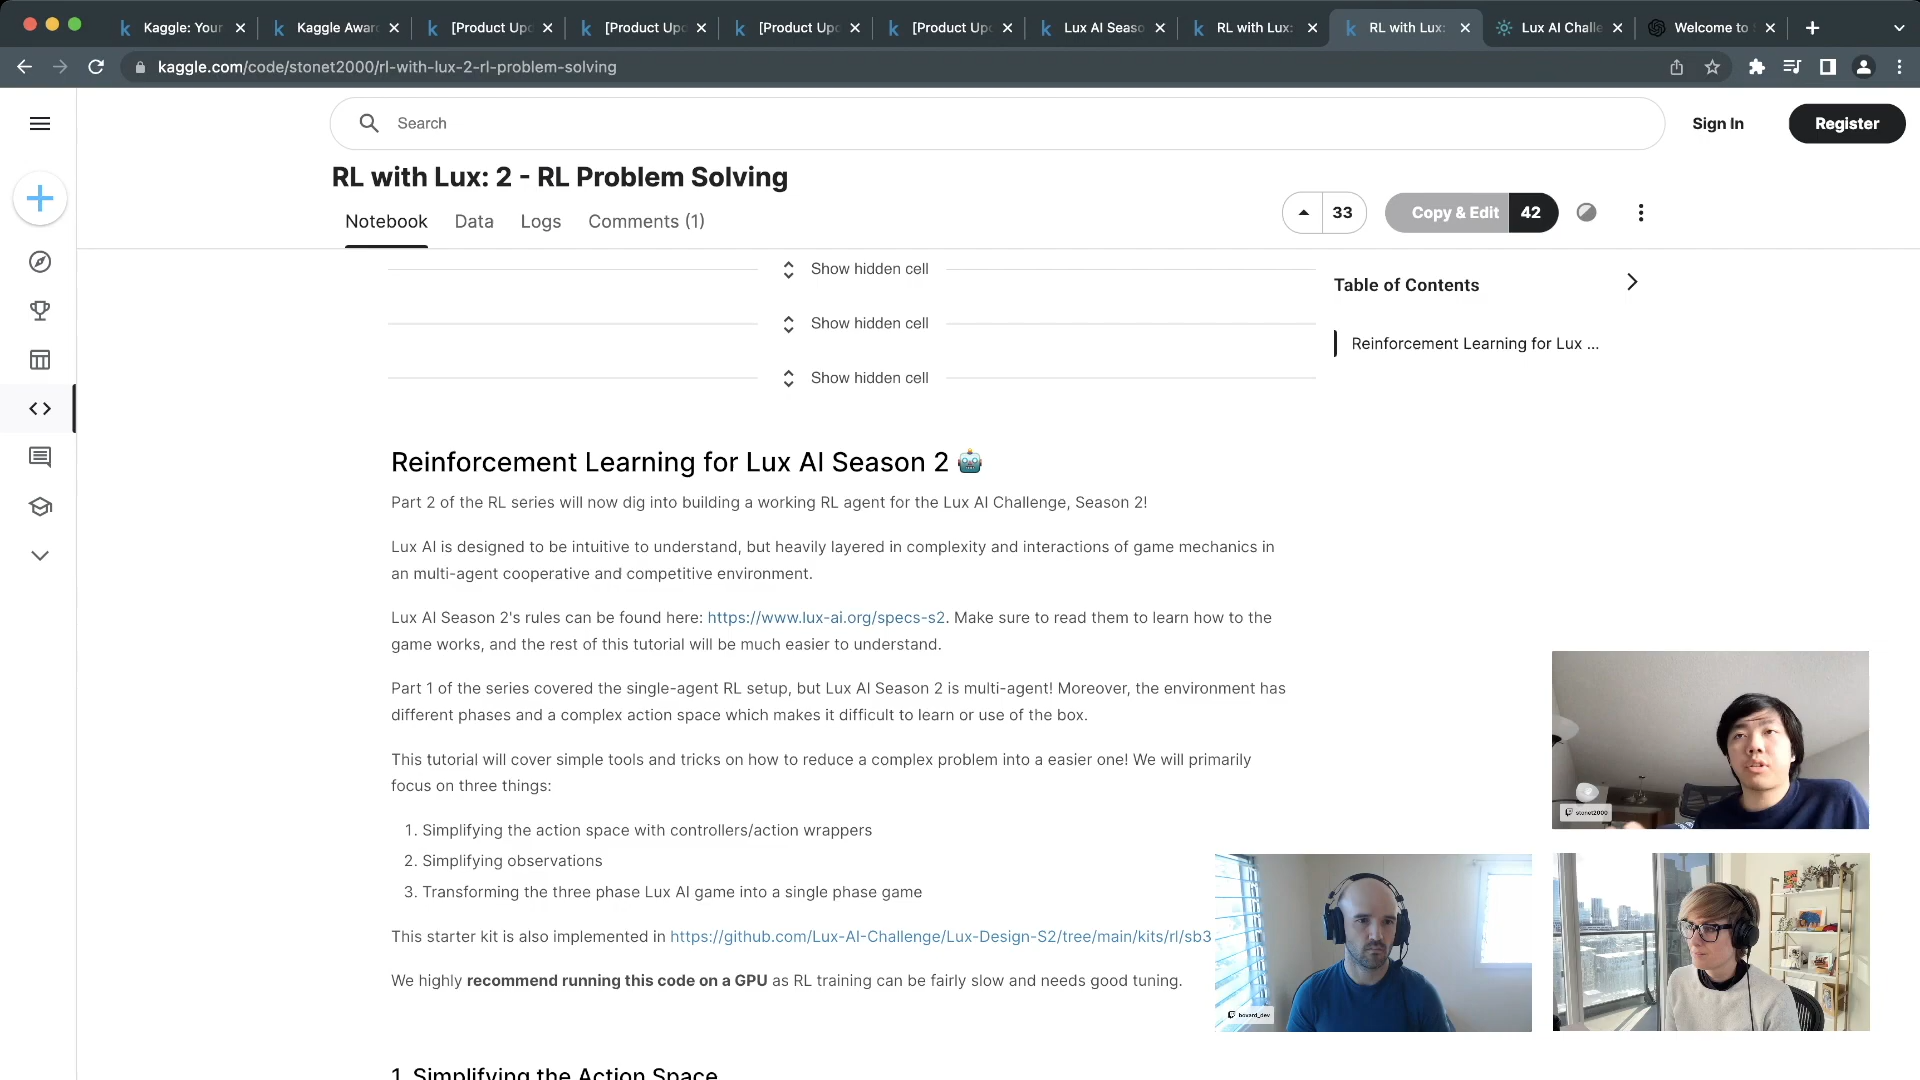 Kaggle: Your
Kaggle Awar
[Product Upd
[Product Upd
[Product Upd
[Product Upd
Lux AI Seaso
RL with Lux:
RL with Lux:
Lux AI Challe
Welcome to
kaggle.com/code/stonet2000/rl-with-lux-2-rl-problem-solving
Search
Sign In
Register
RL with Lux: 2 - RL Problem Solving
Notebook
Data
Logs
Comments (1)
33
Copy & Edit
42
Show hidden cell
Show hidden cell
Show hidden cell
Table of Contents
Reinforcement Learning for Lux ...
Reinforcement Learning for Lux AI Season 2
Part 2 of the RL series will now dig into building a working RL agent for the Lux AI Challenge, Season 2!
Lux AI is designed to be intuitive to understand, but heavily layered in complexity and interactions of game mechanics in
an multi-agent cooperative and competitive environment.
Lux AI Season 2's rules can be found here: https://www.lux-ai.org/specs-s2. Make sure to read them to learn how to the
game works, and the rest of this tutorial will be much easier to understand.
Part 1 of the series covered the single-agent RL setup, but Lux AI Season 2 is multi-agent! Moreover, the environment has
different phases and a complex action space which makes it difficult to learn or use of the box.
This tutorial will cover simple tools and tricks on how to reduce a complex problem into a easier one! We will primarily
focus on three things:
1. Simplifying the action space with controllers/action wrappers
2. Simplifying observations
3. Transforming the three phase Lux AI game into a single phase game
This starter kit is also implemented in https://github.com/Lux-AI-Challenge/Lux-Design-S2/tree/main/kits/rl/sb3
We highly recommend running this code on a GPU as RL training can be fairly slow and needs good tuning.
1. Simplifying the Action Space
stonet2000
bovard_dev